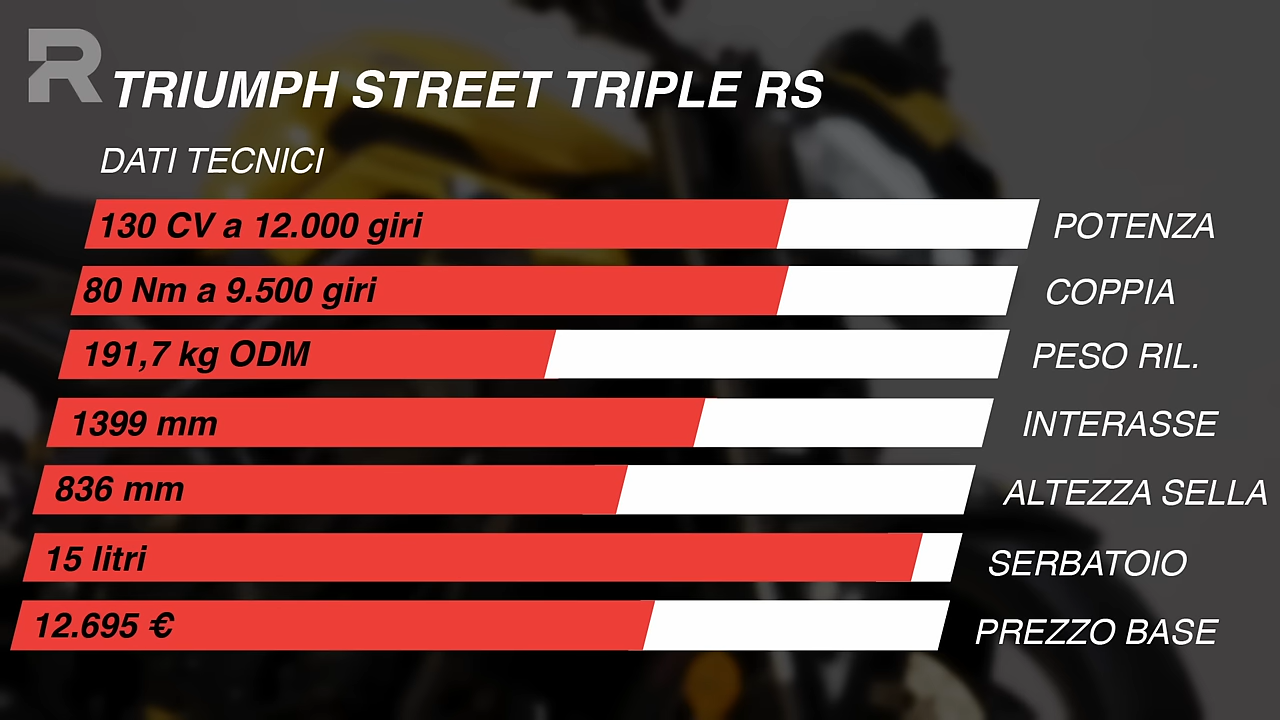 R
TRIUMPH STREET TRIPLE RS
DATI TECNICI
130 CV a 12.000 giri POTENZA
80 Nm a 9.500 giri COPPIA
191,7 kg ODM PESO RIL.
1399 mm INTERASSE
836 mm ALTEZZA SELLA
15 litri SERBATOIO
12.695 € PREZZO BASE